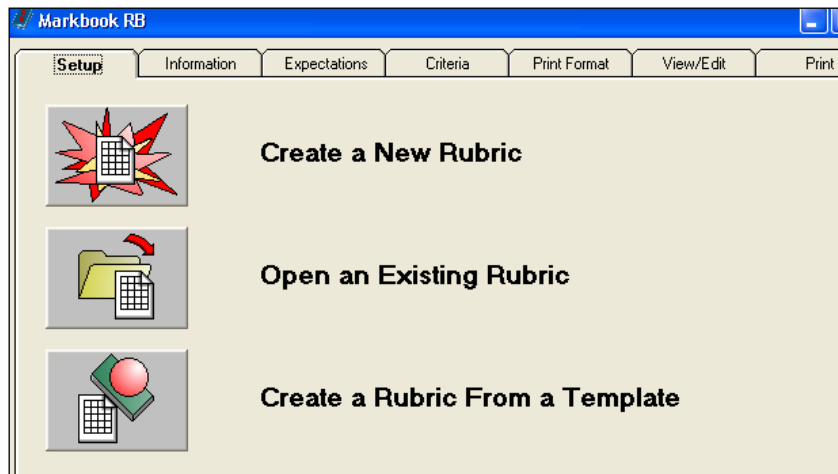 Markbook RB
Setup Information Expectations Criteria Print Format View/Edit Print
Create a New Rubric
Open an Existing Rubric
Create a Rubric From a Template